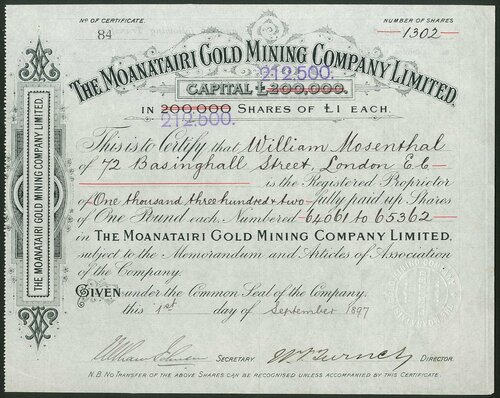 No OF CERTIFICATE.
84
NUMBER OF SHARES
1302
THE MOANATAIRI GOLD MINING COMPANY LIMITED.
212,500.
CAPITAL £200,000.
IN 200,000 SHARES OF £1 EACH.
212,500.
This is to Certify that William Mosenthal
of 72 Basinghall Street, London E.C.
is the Registered Proprietor
of One thousand three hundred & two fully paid up Shares
of One Pound each, Numbered 64061 to 65362
in THE MOANATAIRI GOLD MINING COMPANY LIMITED,
subject to the Memorandum and Articles of Association
of the Company.
GIVEN under the Common Seal of the Company,
this 1st day of September 1897
SECRETARY
DIRECTOR.
N.B. NO TRANSFER OF THE ABOVE SHARES CAN BE RECOGNISED UNLESS ACCOMPANIED BY THIS CERTIFICATE.
THE MOANATAIRI GOLD MINING COMPANY LIMITED.